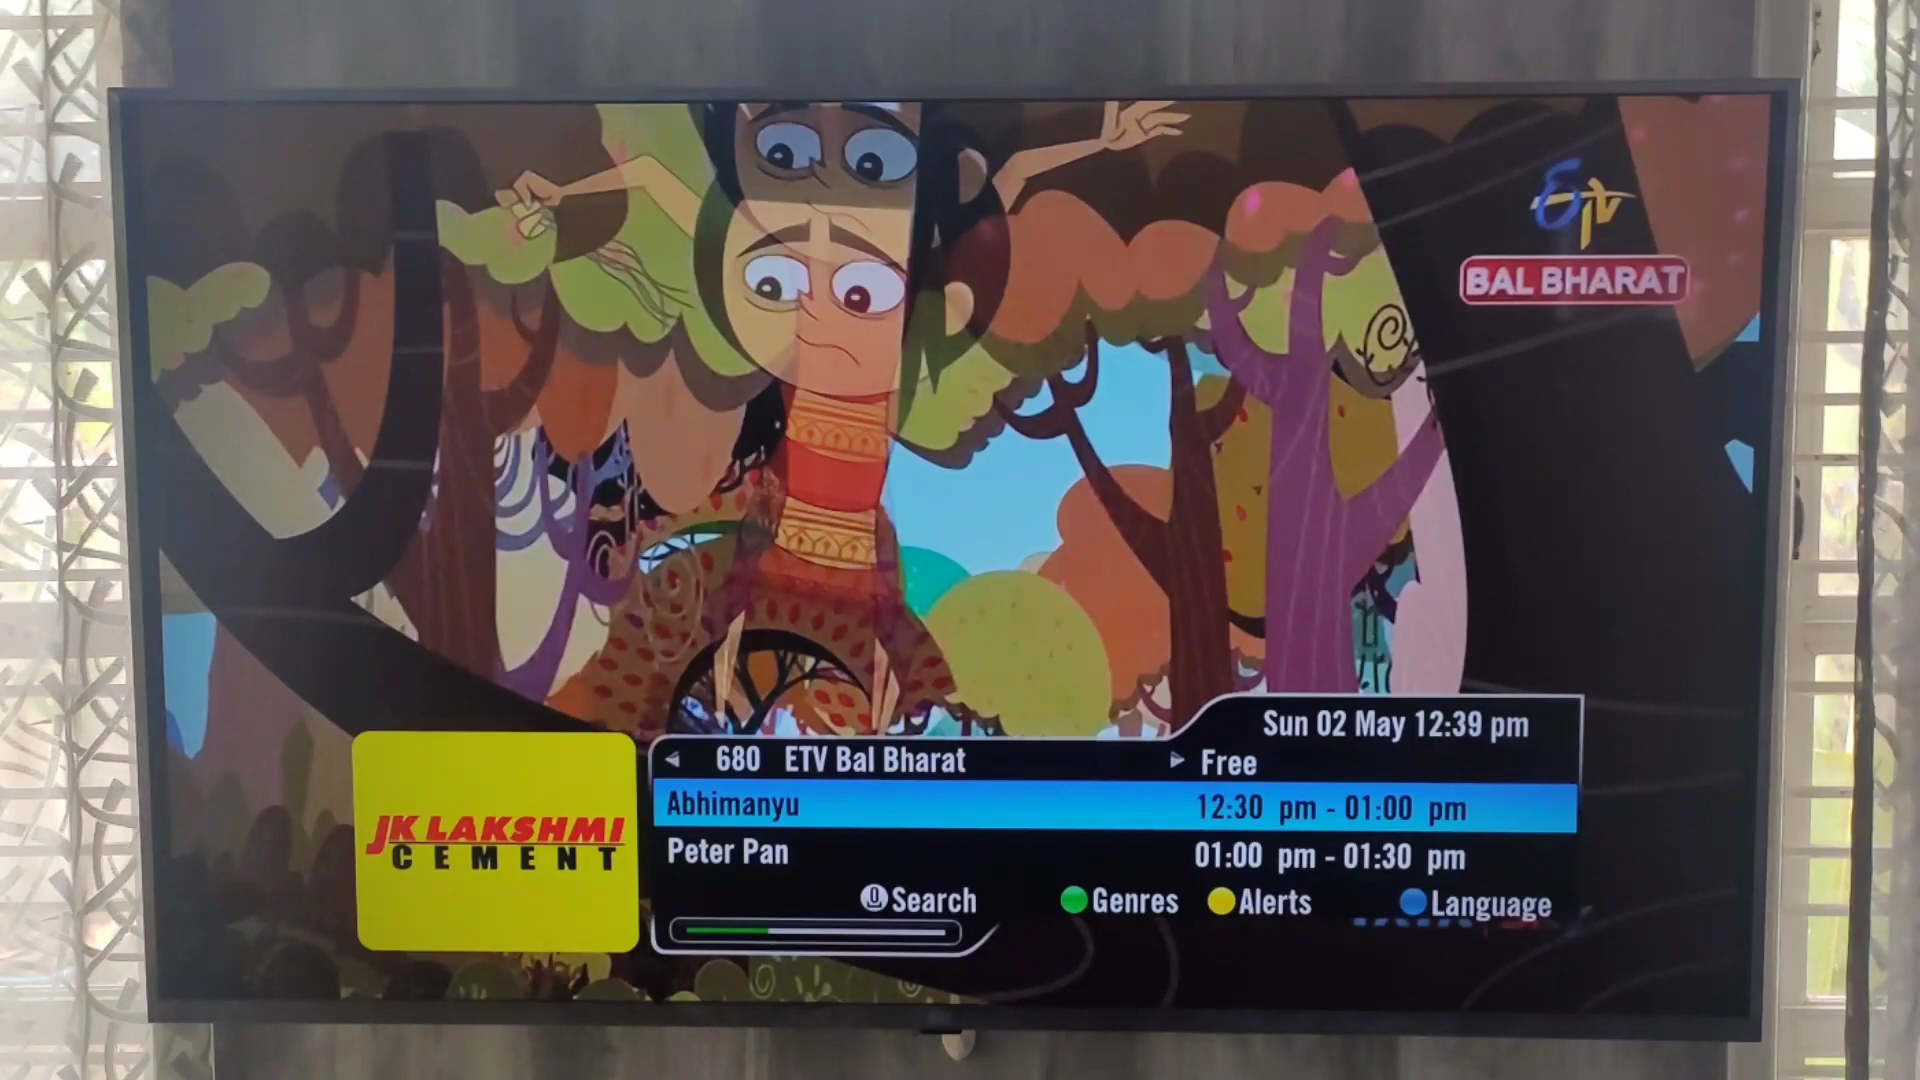 ETV
BAL BHARAT
Sun 02 May 12:39 pm
680 ETV Bal Bharat
Free
Abhimanyu 12:30 pm - 01:00 pm
Peter Pan 01:00 pm - 01:30 pm
Search Genres Alerts Language
JK LAKSHMI
CEMENT